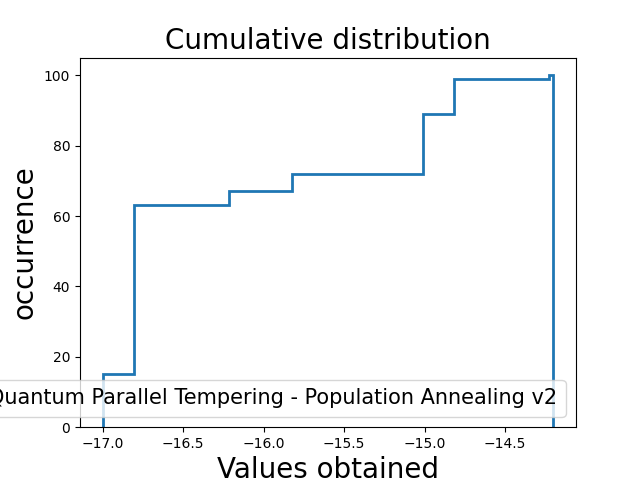 Cumulative distribution
100
80
60
40
20
0
occurrence
Quantum Parallel Tempering - Population Annealing v2
−17.0 −16.5 −16.0 −15.5 −15.0 −14.5
Values obtained